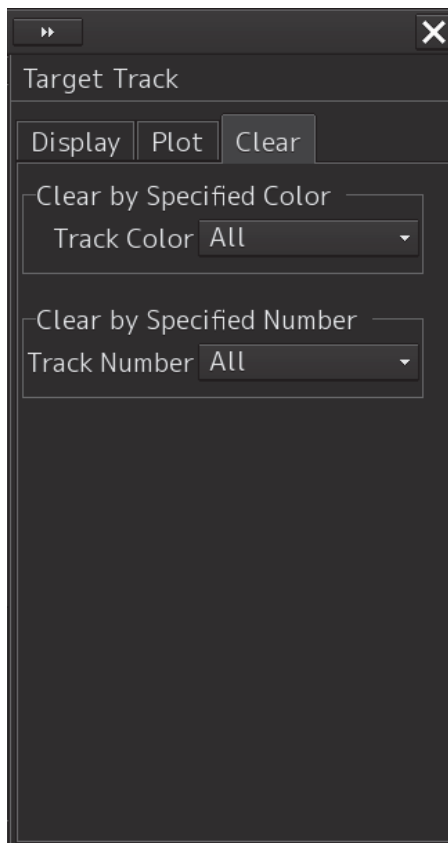 Target Track
Display Plot Clear
Clear by Specified Color
Track Color All
Clear by Specified Number
Track Number All